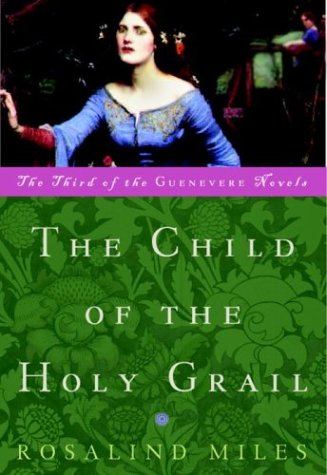 The Third of the GUENEVERE Novels
THE CHILD
OF THE
HOLY GRAIL
ROSALIND MILES